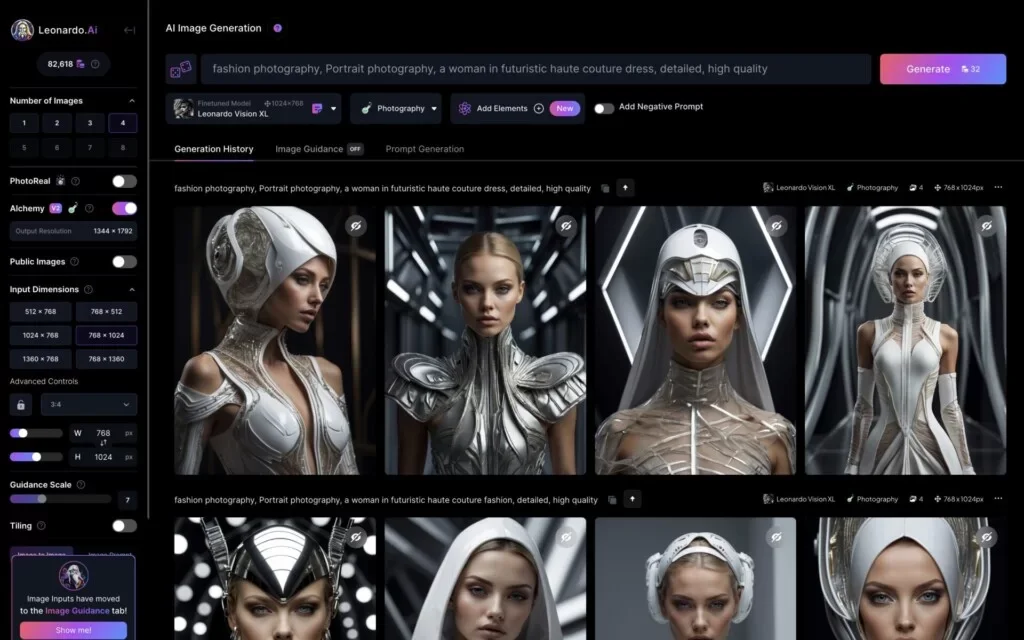 Leonardo.Ai
82,618
Number of Images
1 2 3 4
5 6 7 8
PhotoReal
Alchemy V2
Output Resolution 1344 × 1792
Public Images
Input Dimensions
512 × 768 768 × 512
1024 × 768 768 × 1024
1360 × 768 768 × 1360
Advanced Controls
3:4
W 768 px
H 1024 px
Guidance Scale
7
Tiling
Image to Image Image Prompt
Image Inputs have moved
to the Image Guidance tab!
Show me!
AI Image Generation
fashion photography, Portrait photography, a woman in futuristic haute couture dress, detailed, high quality
Generate 32
Finetuned Model 1024×768
Leonardo Vision XL
Photography
Add Elements New
Add Negative Prompt
Generation History Image Guidance OFF Prompt Generation
fashion photography, Portrait photography, a woman in futuristic haute couture dress, detailed, high quality
Leonardo Vision XL Photography 4 768x1024px
fashion photography, Portrait photography, a woman in futuristic haute couture fashion, detailed, high quality
Leonardo Vision XL Photography 4 768x1024px